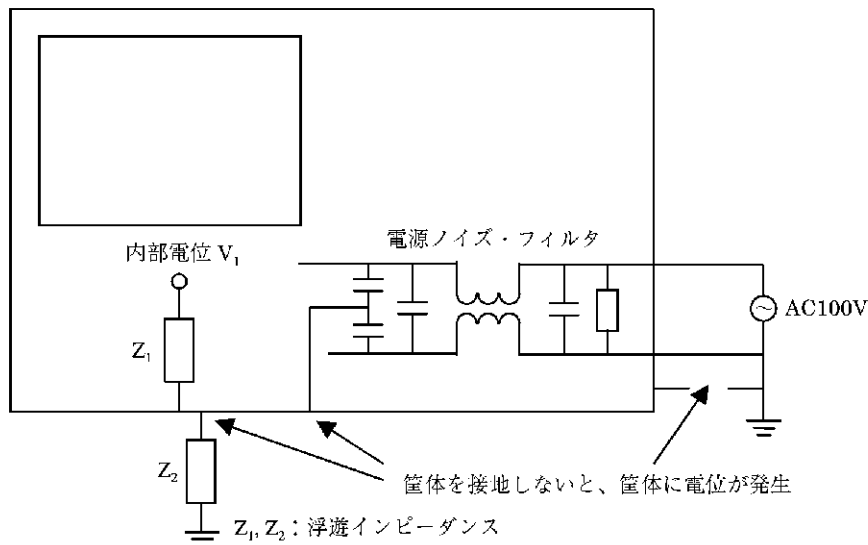 内部電位 V₁
電源ノイズ・フィルタ
AC100V
Z₁
Z₂
筐体を接地しないと、筐体に電位が発生
Z₁, Z₂：浮遊インピーダンス